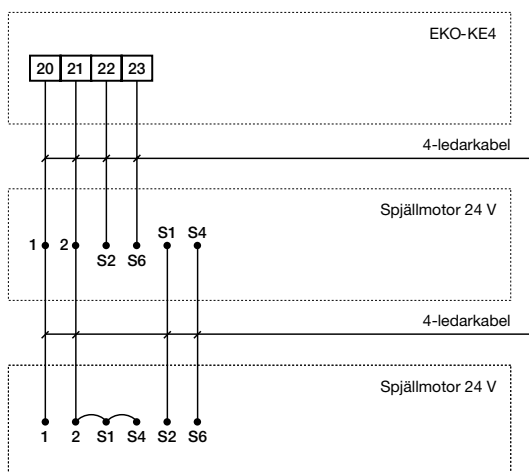 EKO-KE4
20 21 22 23
4-ledarkabel
Spjällmotor 24 V
S1 S4
1 2
S2 S6
4-ledarkabel
Spjällmotor 24 V
1 2 S1 S4 S2 S6